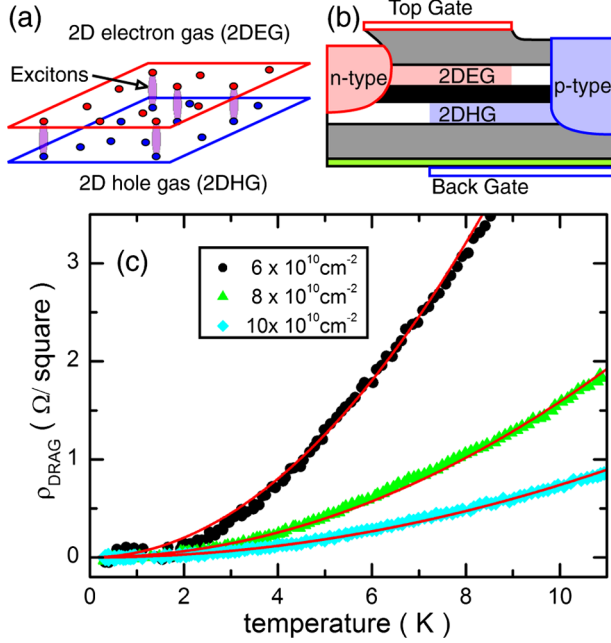 (a)
2D electron gas (2DEG)
Excitons
2D hole gas (2DHG)
(b)
Top Gate
n-type
2DEG
2DHG
p-type
Back Gate
(c)
6 x 10¹⁰cm⁻²
8 x 10¹⁰cm⁻²
10x 10¹⁰cm⁻²
ρDRAG ( Ω/ square)
3
2
1
0
0 2 4 6 8 10
temperature ( K )